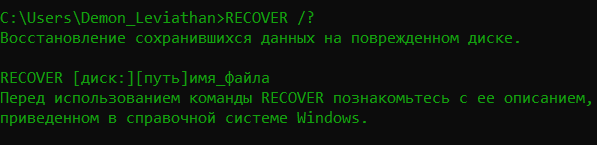 C:\Users\Demon_Leviathan>RECOVER /?
Восстановление сохранившихся данных на поврежденном диске.
RECOVER [диск:][путь]имя_файла
Перед использованием команды RECOVER познакомьтесь с ее описанием,
приведенном в справочной системе Windows.